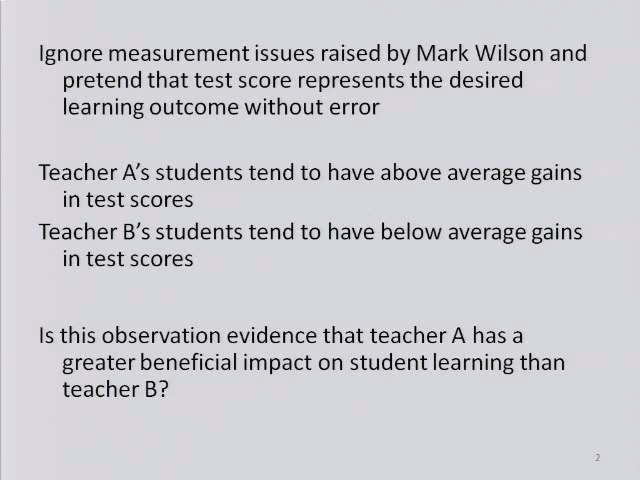 Ignore measurement issues raised by Mark Wilson and
pretend that test score represents the desired
learning outcome without error
Teacher A's students tend to have above average gains
in test scores
Teacher B's students tend to have below average gains
in test scores
Is this observation evidence that teacher A has a
greater beneficial impact on student learning than
teacher B?
2